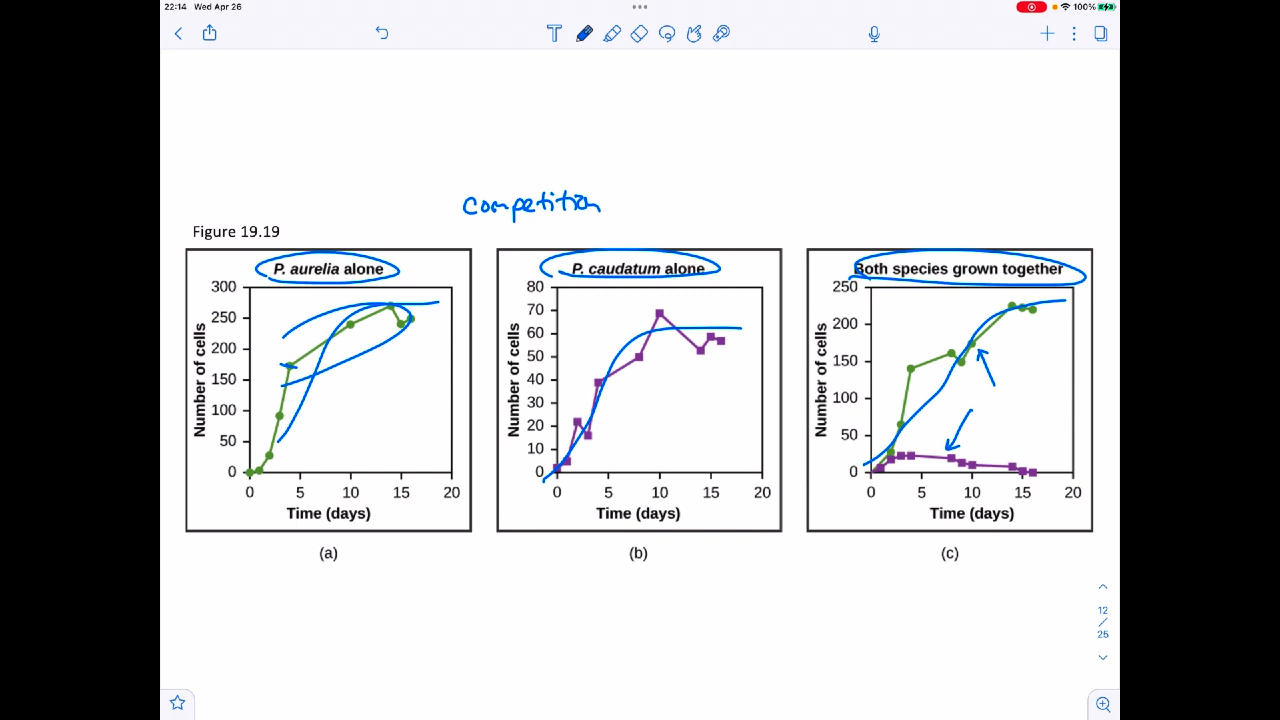 22:14 Wed Apr 26
100%
competition
Figure 19.19
P. aurelia alone
300
250
200
150
100
50
0
0 5 10 15 20
Number of cells
Time (days)
(a)
P. caudatum alone
80
70
60
50
40
30
20
10
0
0 5 10 15 20
Number of cells
Time (days)
(b)
Both species grown together
250
200
150
100
50
0
0 5 10 15 20
Number of cells
Time (days)
(c)
12
/
25